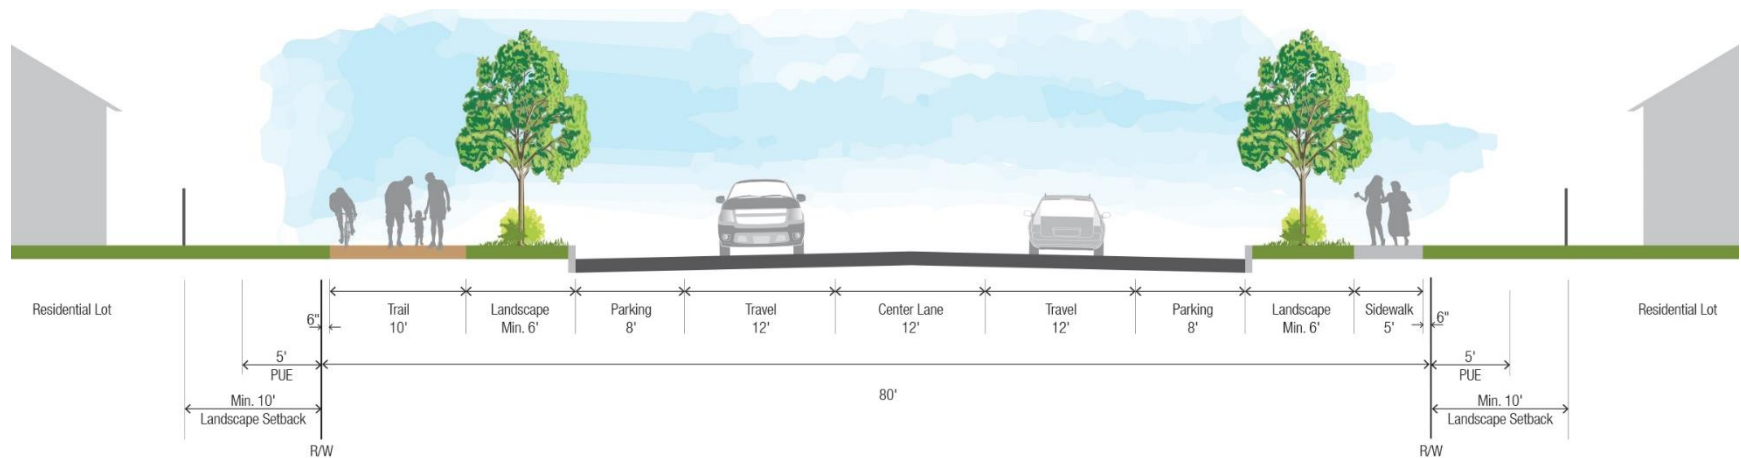 Residential Lot
6"
Trail
10'
Landscape
Min. 6'
Parking
8'
Travel
12'
Center Lane
12'
Travel
12'
Parking
8'
Landscape
Min. 6'
Sidewalk
5'
6"
Residential Lot
5'
PUE
80'
5'
PUE
Min. 10'
Landscape Setback
Min. 10'
Landscape Setback
R/W
R/W